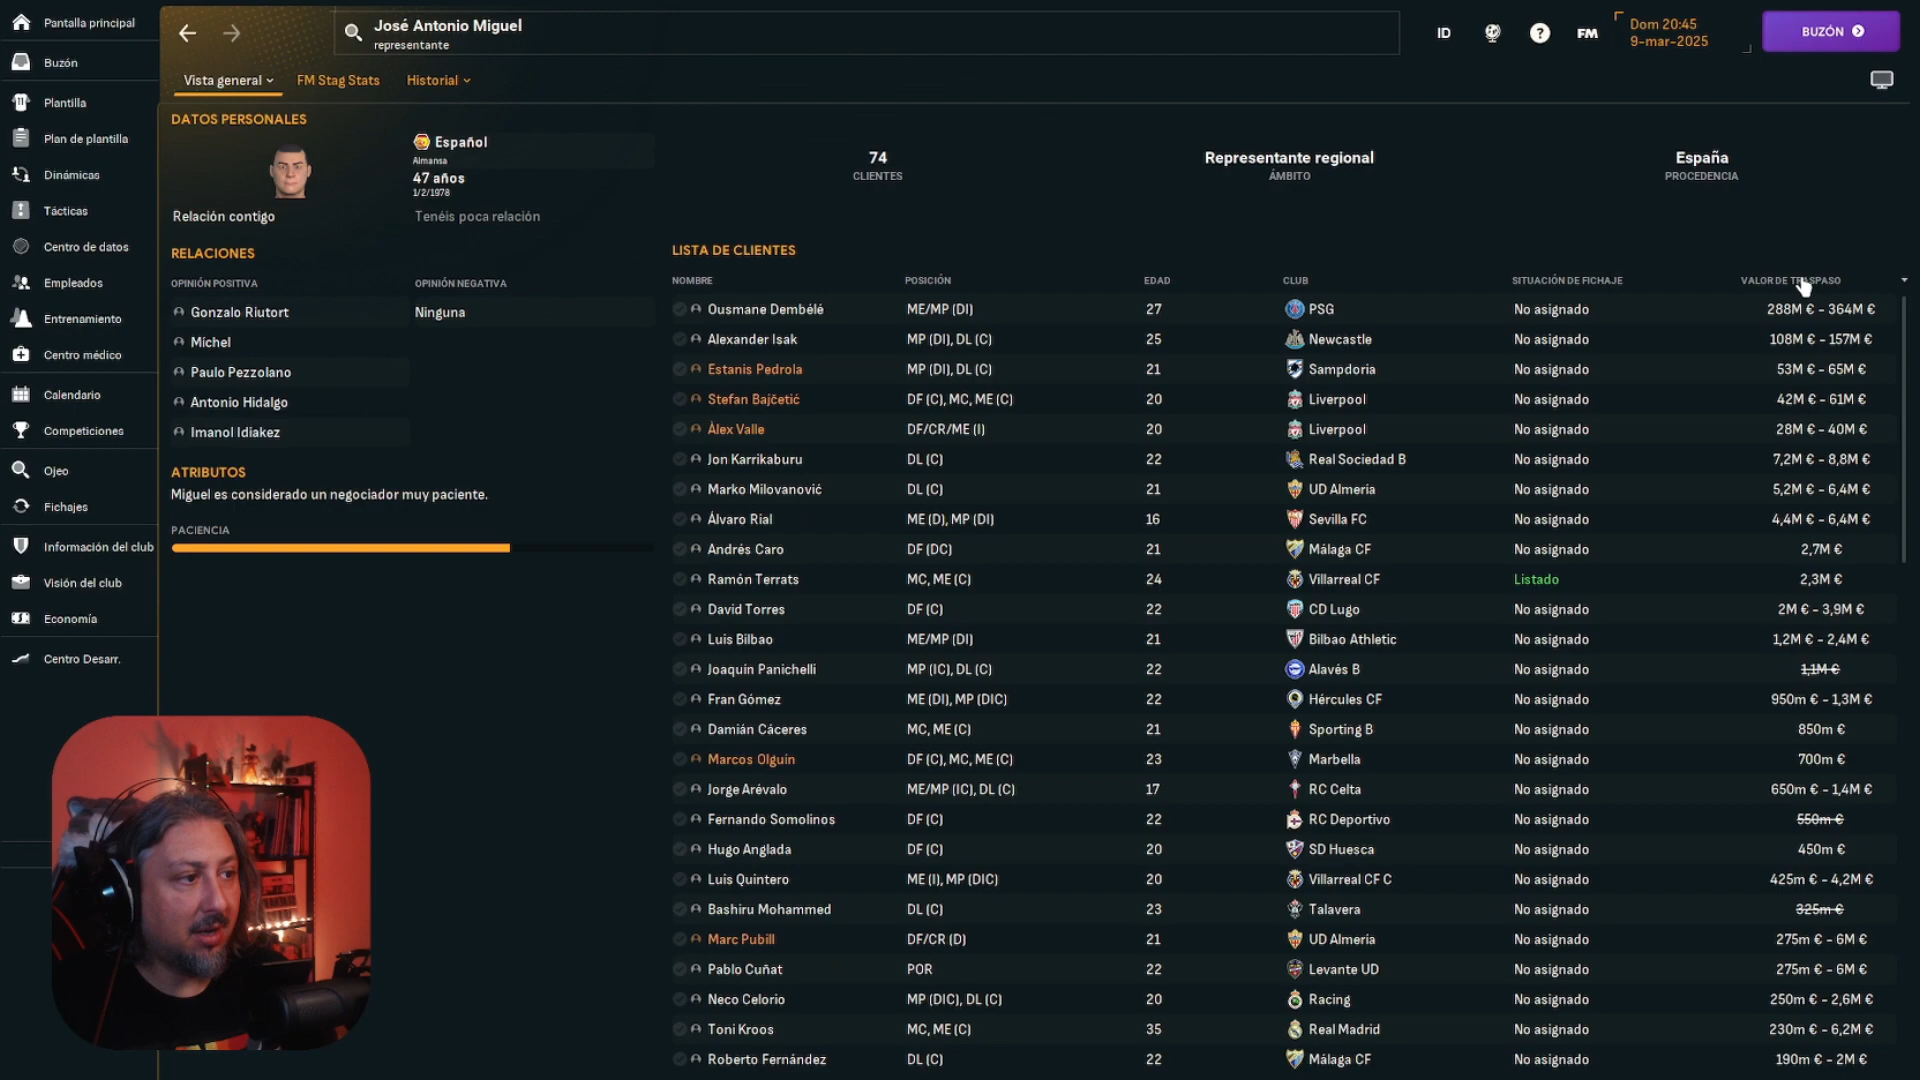 Pantalla principal
Buzón
Plantilla
Plan de plantilla
Dinámicas
Tácticas
Centro de datos
Empleados
Entrenamiento
Centro médico
Calendario
Competiciones
Ojeo
Fichajes
Información del club
Visión del club
Economía
Centro Desarr.
José Antonio Miguel
representante
ID
FM
Dom 20:45
9-mar-2025
BUZÓN
Vista general
FM Stag Stats
Historial
DATOS PERSONALES
Español
Almansa
47 años
1/2/1978
Relación contigo
Tenéis poca relación
74
CLIENTES
Representante regional
ÁMBITO
España
PROCEDENCIA
RELACIONES
OPINIÓN POSITIVA
OPINIÓN NEGATIVA
Gonzalo Riutort
Ninguna
Míchel
Paulo Pezzolano
Antonio Hidalgo
Imanol Idiakez
ATRIBUTOS
Miguel es considerado un negociador muy paciente.
PACIENCIA
LISTA DE CLIENTES
NOMBRE POSICIÓN EDAD CLUB SITUACIÓN DE FICHAJE VALOR DE TRASPASO
Ousmane Dembélé ME/MP (DI) 27 PSG No asignado 288M € - 364M €
Alexander Isak MP (DI), DL (C) 25 Newcastle No asignado 108M € - 157M €
Estanis Pedrola MP (DI), DL (C) 21 Sampdoria No asignado 53M € - 65M €
Stefan Bajčetić DF (C), MC, ME (C) 20 Liverpool No asignado 42M € - 61M €
Àlex Valle DF/CR/ME (I) 20 Liverpool No asignado 28M € - 40M €
Jon Karrikaburu DL (C) 22 Real Sociedad B No asignado 7,2M € - 8,8M €
Marko Milovanović DL (C) 21 UD Almería No asignado 5,2M € - 6,4M €
Álvaro Rial ME (D), MP (DI) 16 Sevilla FC No asignado 4,4M € - 6,4M €
Andrés Caro DF (DC) 21 Málaga CF No asignado 2,7M €
Ramón Terrats MC, ME (C) 24 Villarreal CF Listado 2,3M €
David Torres DF (C) 22 CD Lugo No asignado 2M € - 3,9M €
Luis Bilbao ME/MP (DI) 21 Bilbao Athletic No asignado 1,2M € - 2,4M €
Joaquín Panichelli MP (IC), DL (C) 22 Alavés B No asignado 1,1M €
Fran Gómez ME (DI), MP (DIC) 22 Hércules CF No asignado 950m € - 1,3M €
Damián Cáceres MC, ME (C) 21 Sporting B No asignado 850m €
Marcos Olguín DF (C), MC, ME (C) 23 Marbella No asignado 700m €
Jorge Arévalo ME/MP (IC), DL (C) 17 RC Celta No asignado 650m € - 1,4M €
Fernando Somolinos DF (C) 22 RC Deportivo No asignado 550m €
Hugo Anglada DF (C) 20 SD Huesca No asignado 450m €
Luis Quintero ME (I), MP (DIC) 20 Villarreal CF C No asignado 425m € - 4,2M €
Bashiru Mohammed DL (C) 23 Talavera No asignado 325m €
Marc Pubill DF/CR (D) 21 UD Almería No asignado 275m € - 6M €
Pablo Cuñat POR 22 Levante UD No asignado 275m € - 6M €
Neco Celorio MP (DIC), DL (C) 20 Racing No asignado 250m € - 2,6M €
Toni Kroos MC, ME (C) 35 Real Madrid No asignado 230m € - 6,2M €
Roberto Fernández DL (C) 22 Málaga CF No asignado 190m € - 2M €